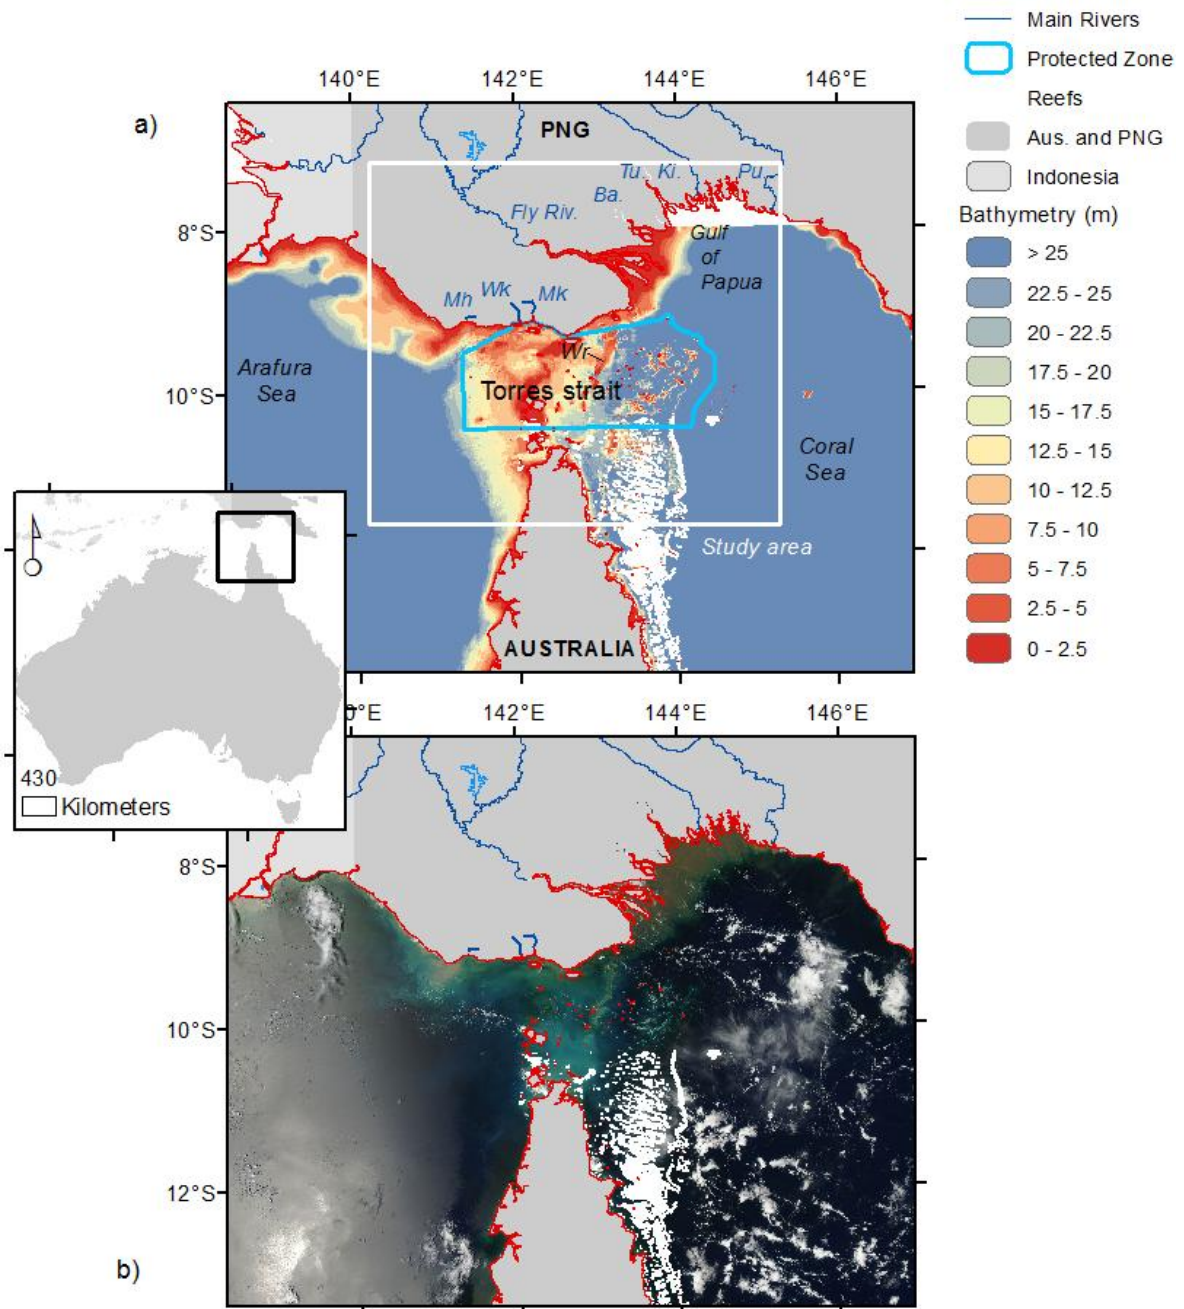 Main Rivers
Protected Zone
Reefs
Aus. and PNG
Indonesia
Bathymetry (m)
> 25
22.5 - 25
20 - 22.5
17.5 - 20
15 - 17.5
12.5 - 15
10 - 12.5
7.5 - 10
5 - 7.5
2.5 - 5
0 - 2.5
140°E 142°E 144°E 146°E
a)
PNG
Tu. Ki. Pu.
Ba.
Fly Riv.
8°S
Gulf
of
Papua
Mh Wk Mk
Wr
Arafura
Sea
10°S
Torres strait
Coral
Sea
Study area
AUSTRALIA
430
Kilometers
0°E 142°E 144°E 146°E
8°S
10°S
12°S
b)